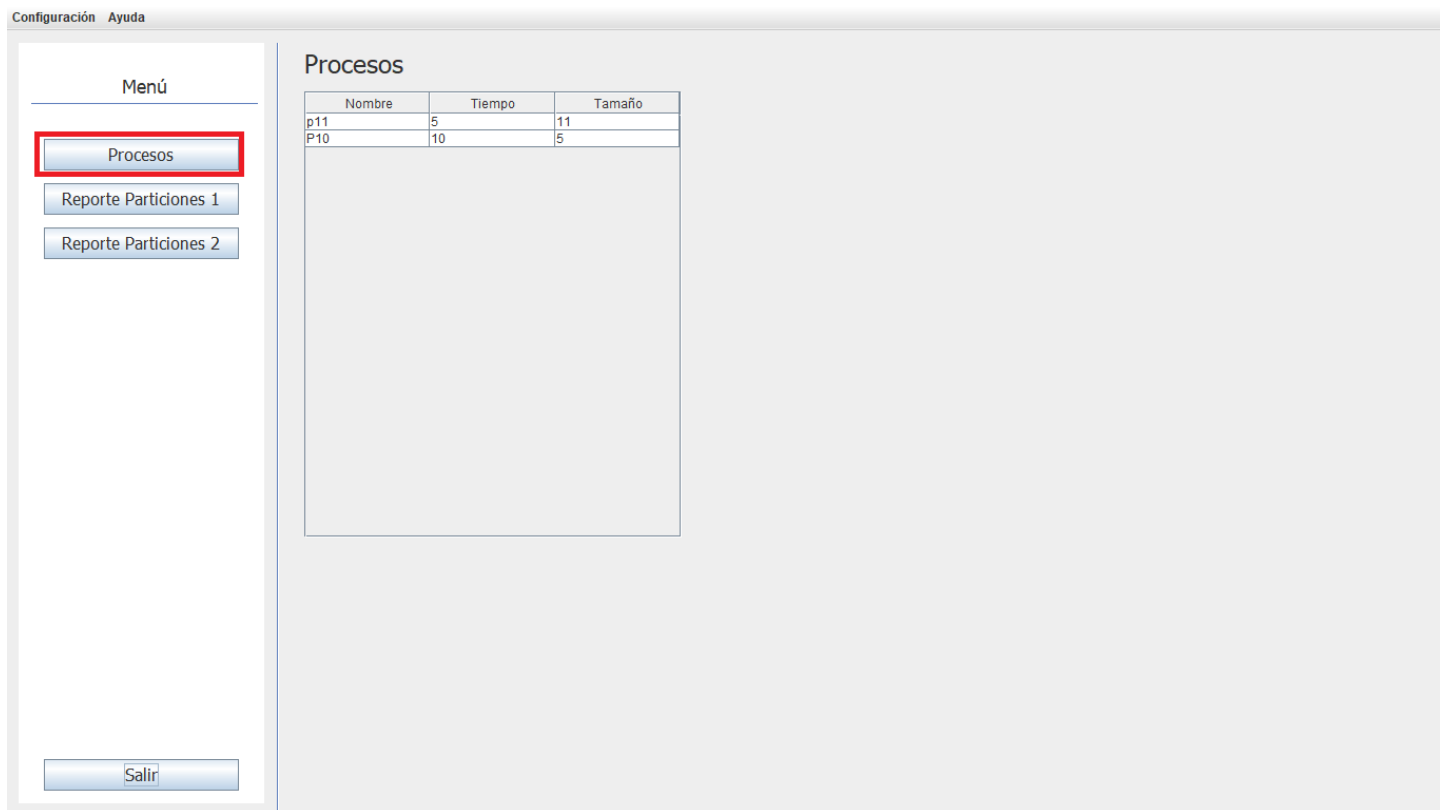 Configuración Ayuda
Menú
Procesos
Reporte Particiones 1
Reporte Particiones 2
Salir
Procesos
Nombre Tiempo Tamaño
p11 5 11
P10 10 5